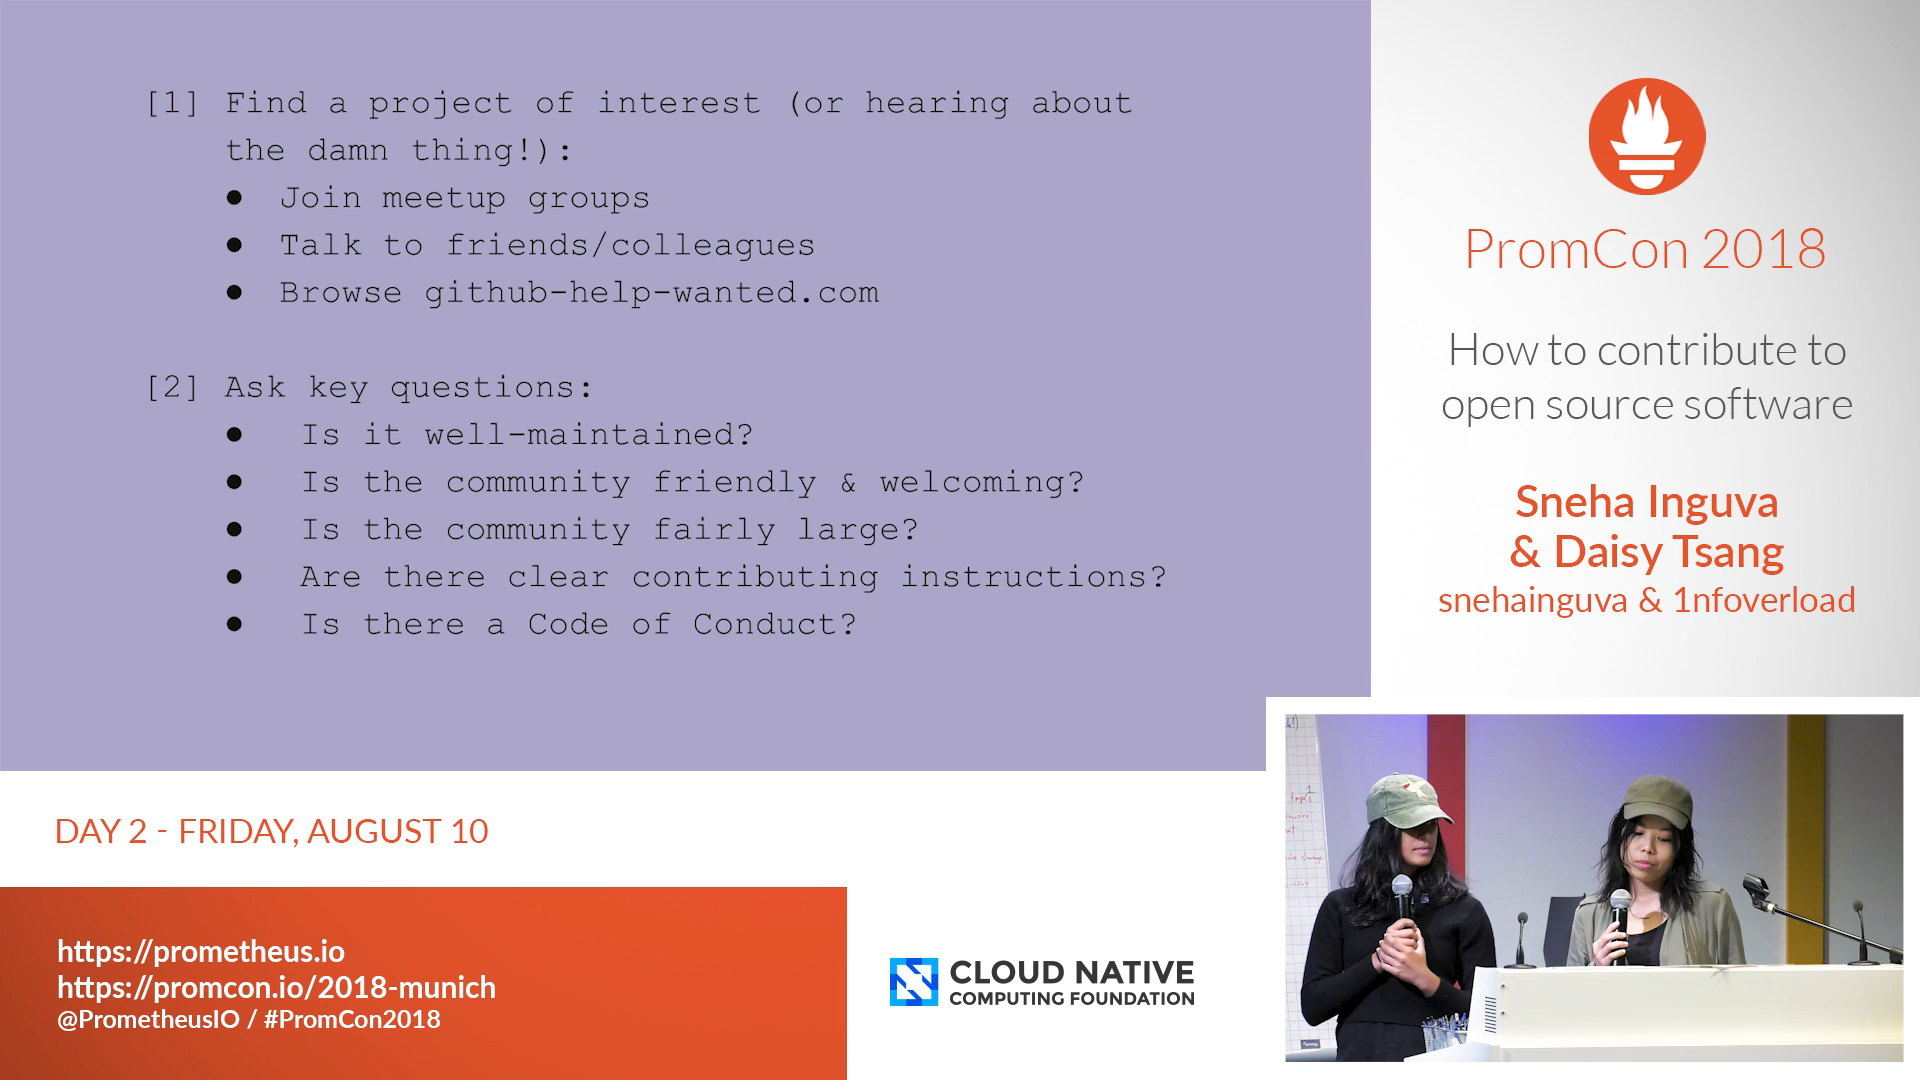 [1] Find a project of interest (or hearing about
the damn thing!):
● Join meetup groups
● Talk to friends/colleagues
● Browse github-help-wanted.com
[2] Ask key questions:
● Is it well-maintained?
● Is the community friendly & welcoming?
● Is the community fairly large?
● Are there clear contributing instructions?
● Is there a Code of Conduct?
PromCon 2018
How to contribute to
open source software
Sneha Inguva
& Daisy Tsang
snehainguva & 1nfoverload
DAY 2 - FRIDAY, AUGUST 10
https://prometheus.io
https://promcon.io/2018-munich
@PrometheusIO / #PromCon2018
CLOUD NATIVE
COMPUTING FOUNDATION